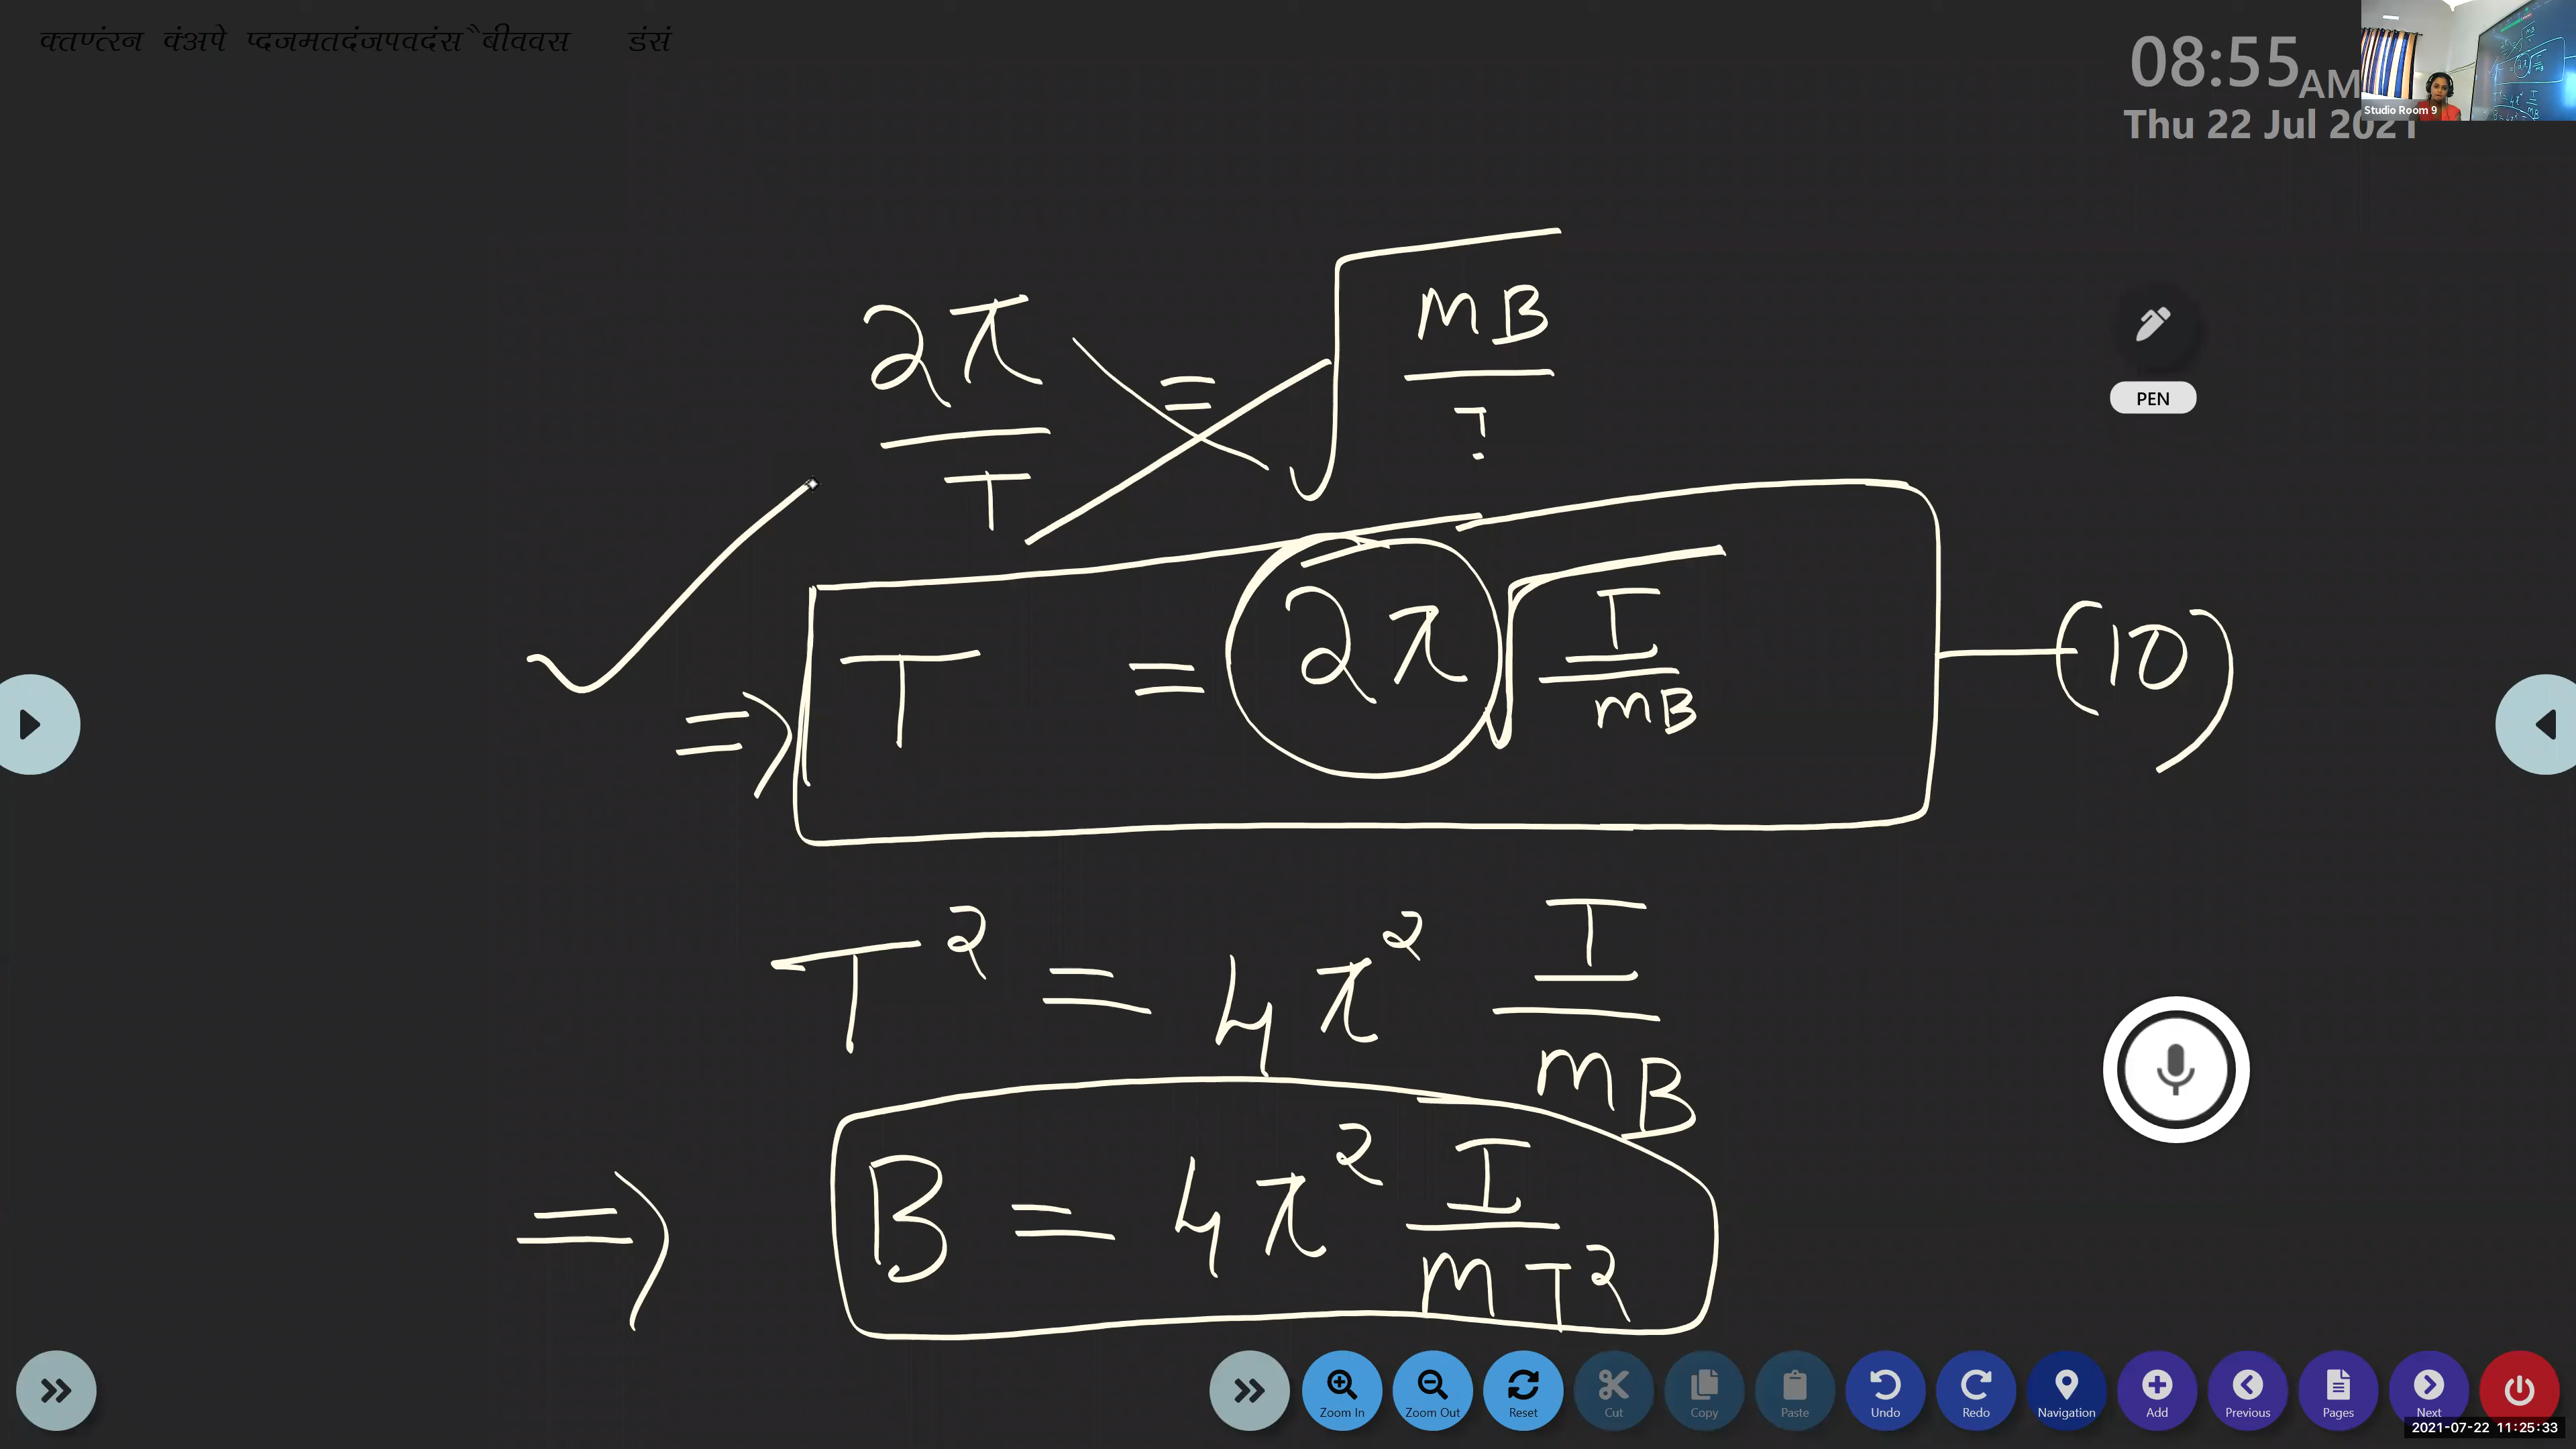 क्तण्ंरन क्ंअपे प्दजमतदंजपवदंस ैबीववस डंसं
08:55AM
Thu 22 Jul 2021
Studio Room 9
PEN
2π/T = √(MB/?)
⇒ T = 2π√(I/mB) —(10)
T² = 4π² I/mB
⇒ B = 4π² I/mT²
Zoom In Zoom Out Reset Cut Copy Paste Undo Redo Navigation Add Previous Pages Next
2021-07-22 11:25:33